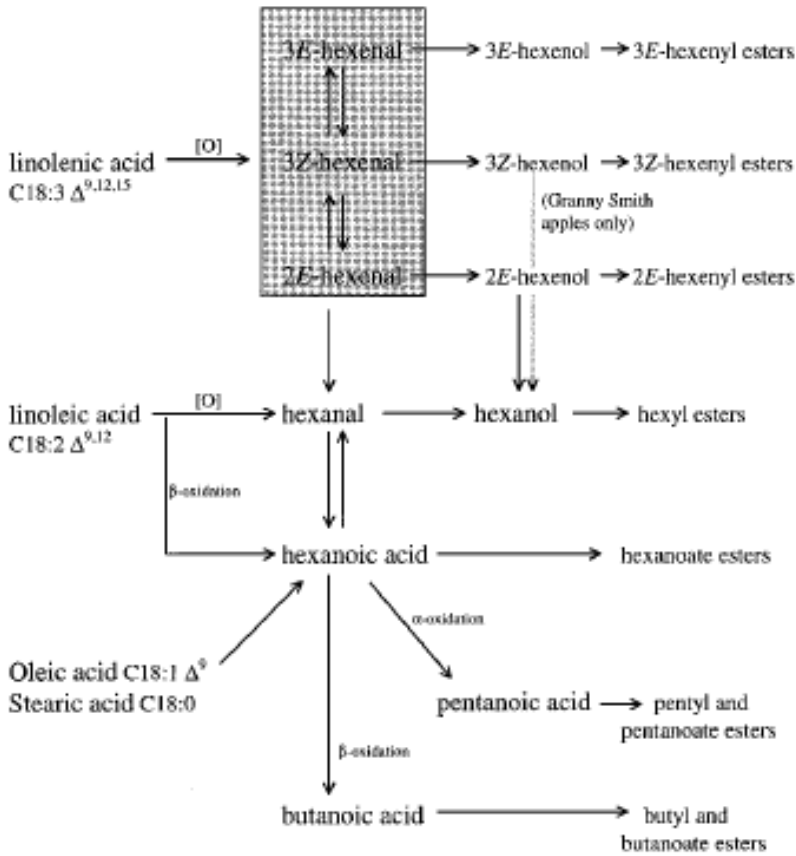 3E-hexenal 3E-hexenol 3E-hexenyl esters
[O]
linolenic acid 3Z-hexenal 3Z-hexenol 3Z-hexenyl esters
C18:3 Δ9,12,15
(Granny Smith
apples only)
2E-hexenal 2E-hexenol 2E-hexenyl esters
[O]
linoleic acid hexanal hexanol hexyl esters
C18:2 Δ9,12
β-oxidation
hexanoic acid hexanoate esters
α-oxidation
Oleic acid C18:1 Δ9
Stearic acid C18:0 pentanoic acid pentyl and
pentanoate esters
β-oxidation
butanoic acid butyl and
butanoate esters